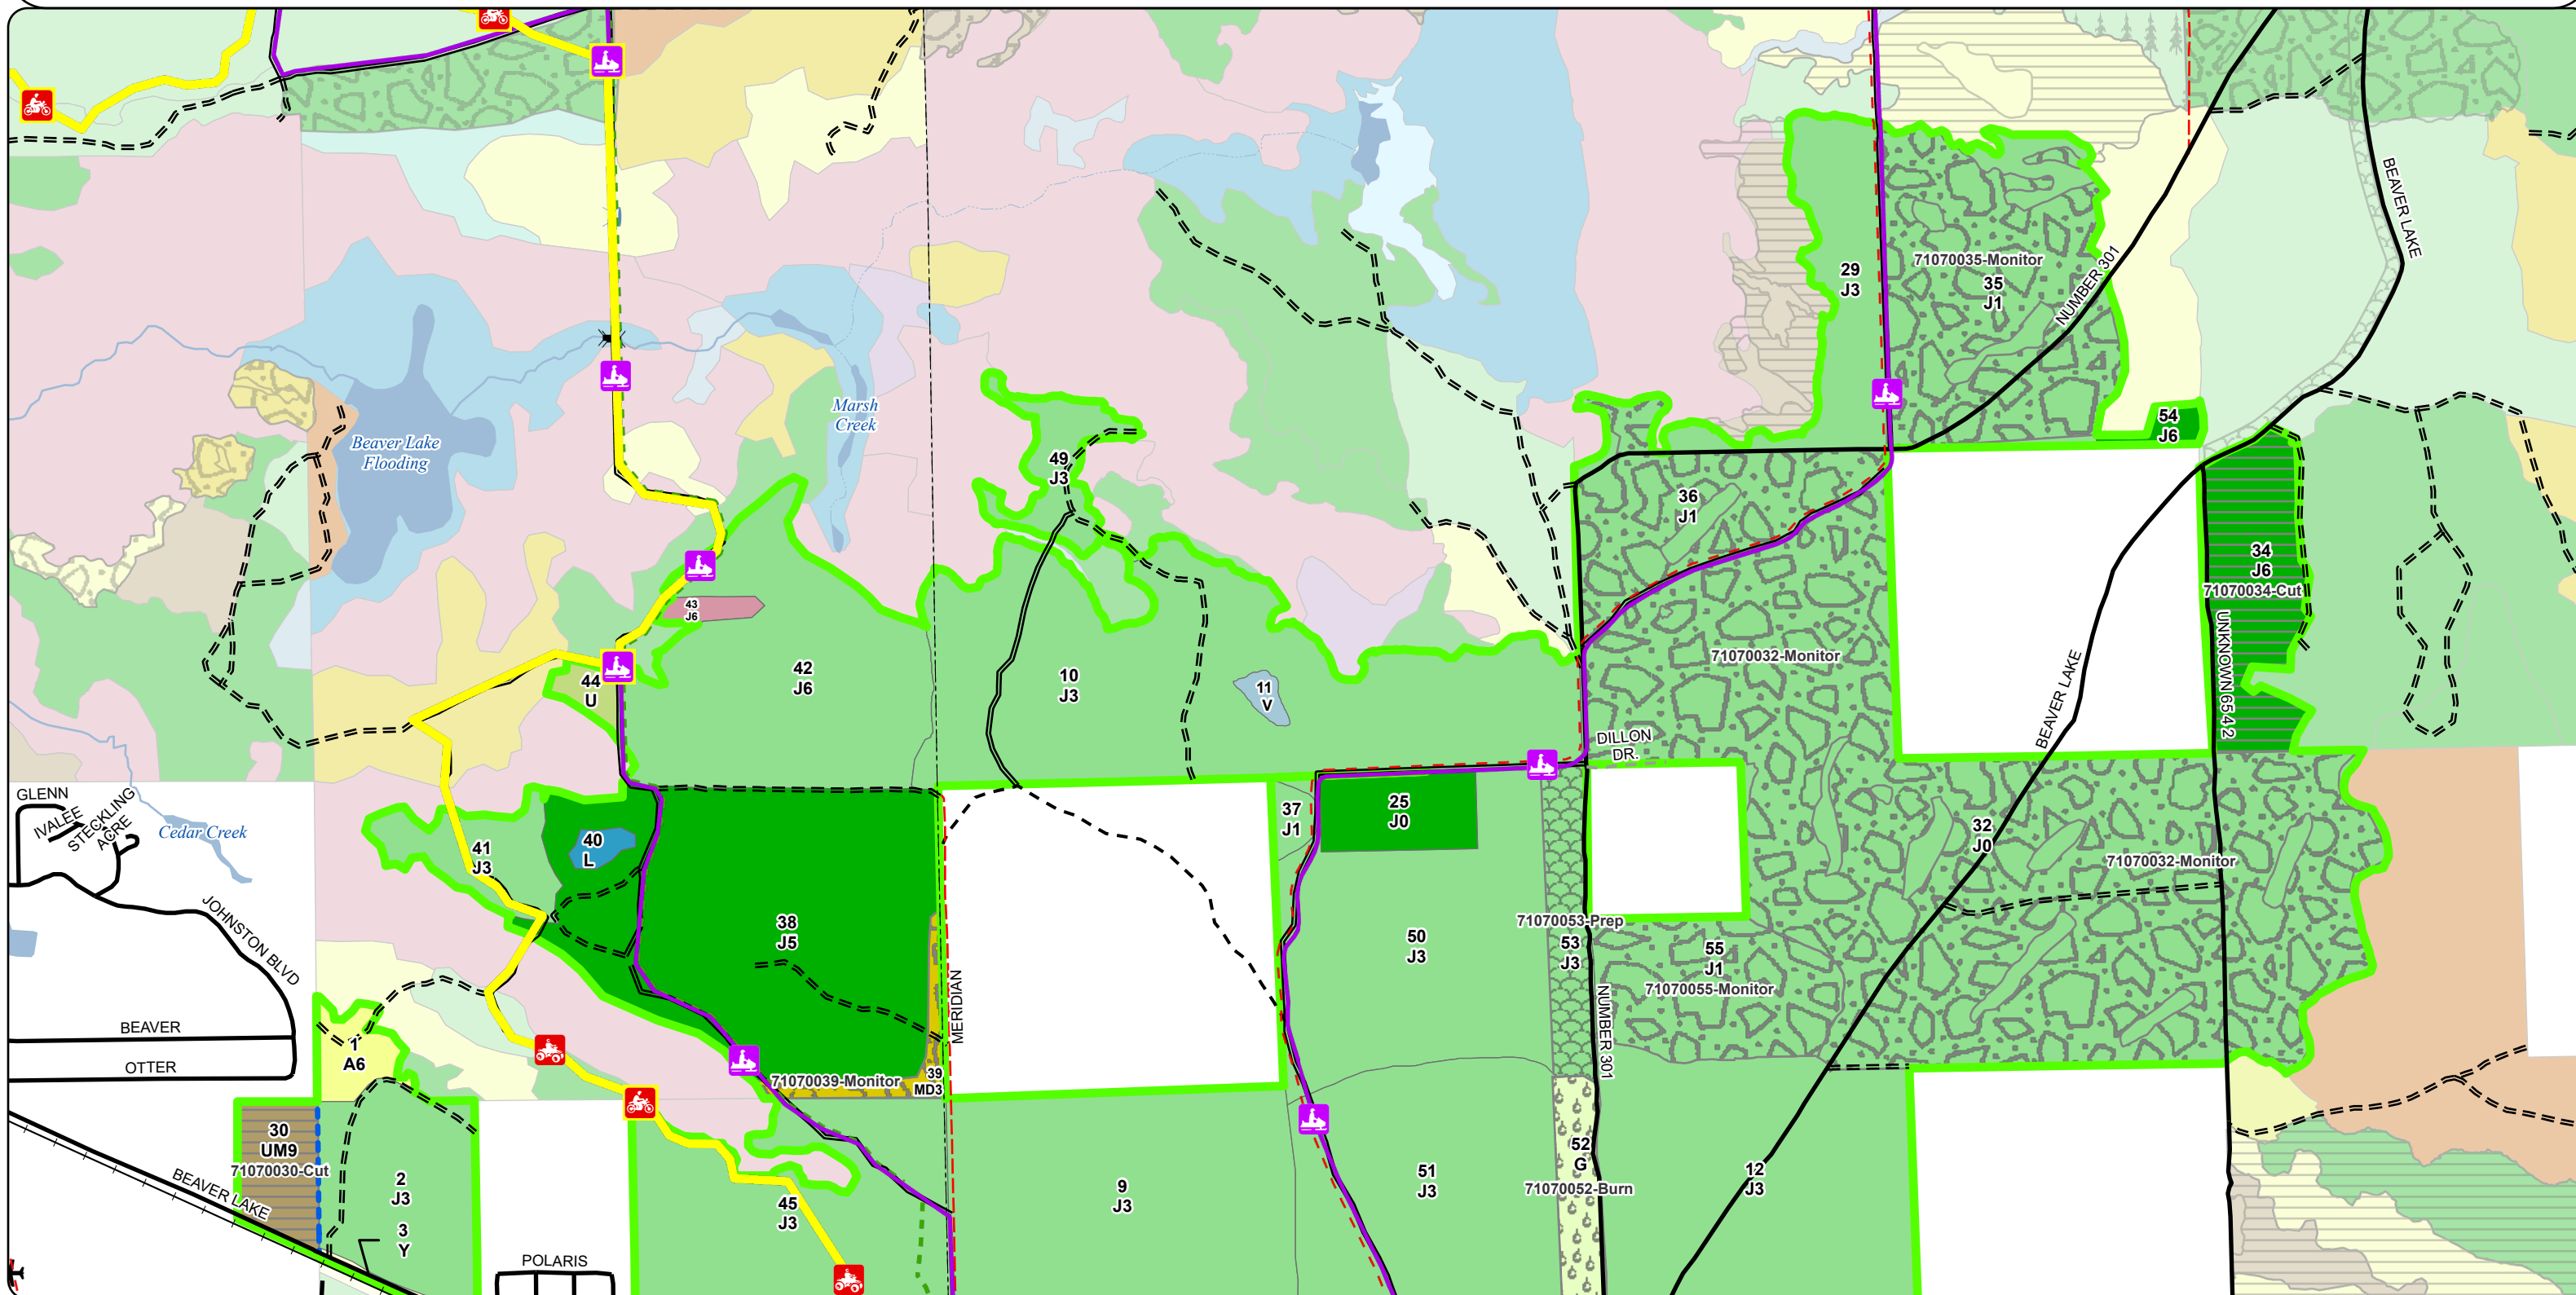 BEAVER LAKE
NUMBER 301
29
J3
71070035-Monitor
35
J1
Marsh
Creek
Beaver Lake
Flooding
54
J6
49
J3
36
J1
34
J6
71070034-Cut
UNKNOWN 65 42
43
J6
42
J6
44
U
10
J3
11
V
71070032-Monitor
BEAVER LAKE
DILLON
DR.
GLENN
IVALEE
STECKLING
ACRE
Cedar Creek
41
J3
40
L
37
J1
25
J0
32
J0
71070032-Monitor
JOHNSTON BLVD
38
J5
50
J3
71070053-Prep
53
J3
55
J1
71070055-Monitor
MERIDIAN
NUMBER 301
BEAVER
OTTER
1
A6
71070039-Monitor
39
MD3
30
UM9
71070030-Cut
BEAVER LAKE
2
J3
3
Y
POLARIS
45
J3
9
J3
51
J3
52
G
71070052-Burn
12
J3